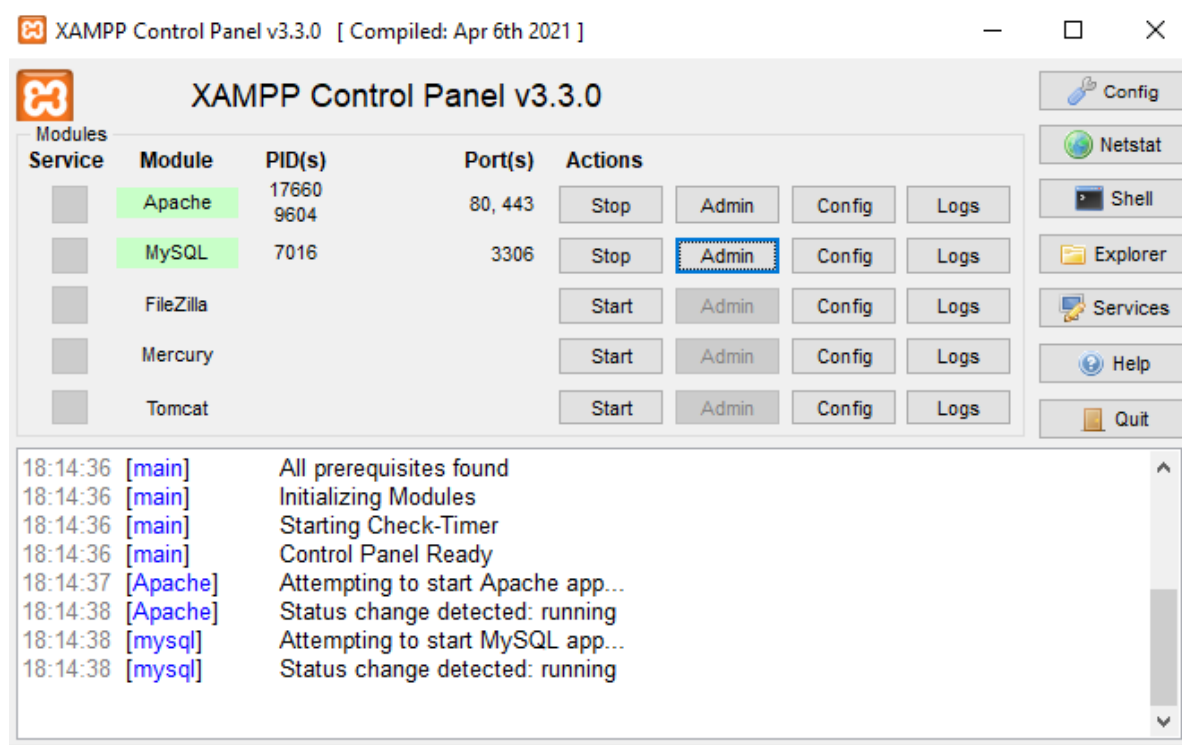 XAMPP Control Panel v3.3.0 [ Compiled: Apr 6th 2021 ]
XAMPP Control Panel v3.3.0
Config
Modules
Netstat
Service Module PID(s) Port(s) Actions
Apache 17660 9604 80, 443 Stop Admin Config Logs
Shell
MySQL 7016 3306 Stop Admin Config Logs
Explorer
FileZilla Start Admin Config Logs
Services
Mercury Start Admin Config Logs
Help
Tomcat Start Admin Config Logs
Quit
18:14:36 [main] All prerequisites found
18:14:36 [main] Initializing Modules
18:14:36 [main] Starting Check-Timer
18:14:36 [main] Control Panel Ready
18:14:37 [Apache] Attempting to start Apache app...
18:14:38 [Apache] Status change detected: running
18:14:38 [mysql] Attempting to start MySQL app...
18:14:38 [mysql] Status change detected: running